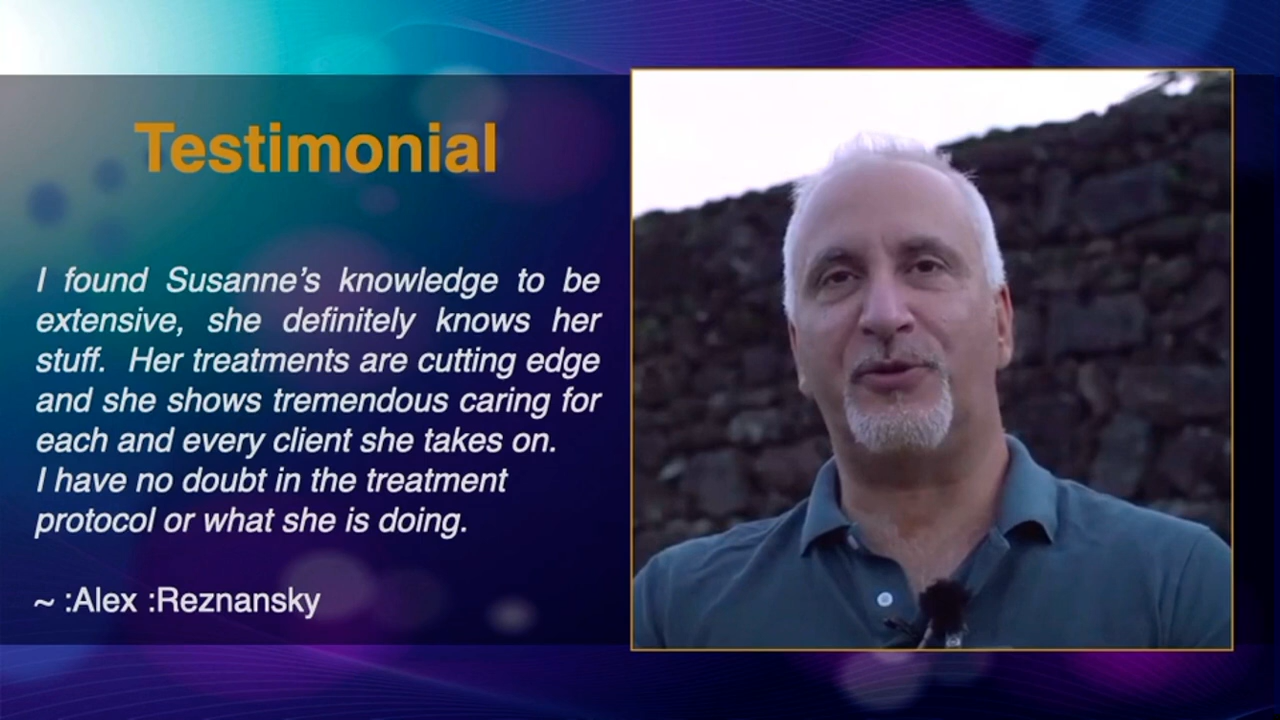 Testimonial
I found Susanne’s knowledge to be
extensive, she definitely knows her
stuff. Her treatments are cutting edge
and she shows tremendous caring for
each and every client she takes on.
I have no doubt in the treatment
protocol or what she is doing.
~ :Alex :Reznansky